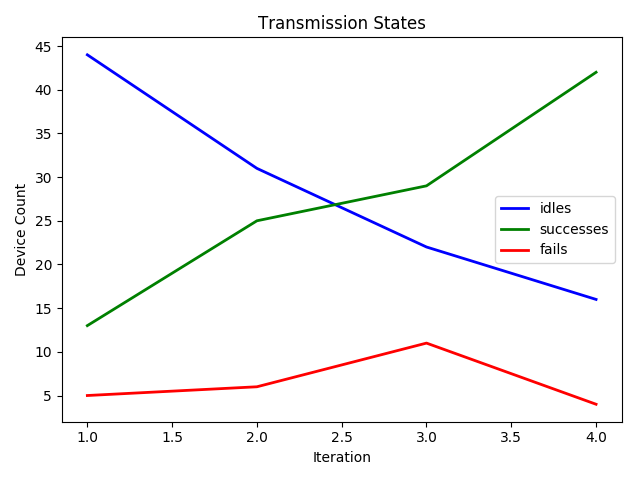 Transmission States
Device Count
45
40
35
30
25
20
15
10
5
idles
successes
fails
1.0 1.5 2.0 2.5 3.0 3.5 4.0
Iteration